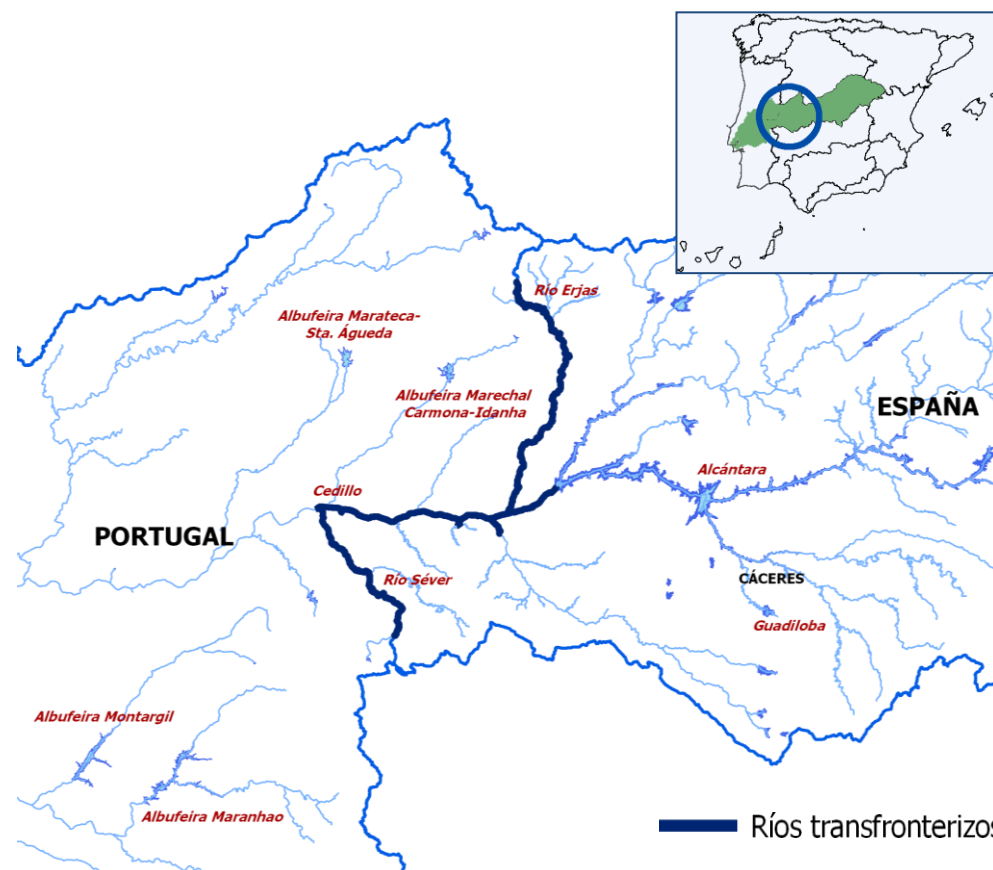 Río Erjas
Albufeira Marateca-
Sta. Águeda
Albufeira Marechal
Carmona-Idanha
ESPAÑA
Alcántara
Cedillo
PORTUGAL
Río Séver
CÁCERES
Guadiloba
Albufeira Montargil
Albufeira Maranhao
Ríos transfronterizos